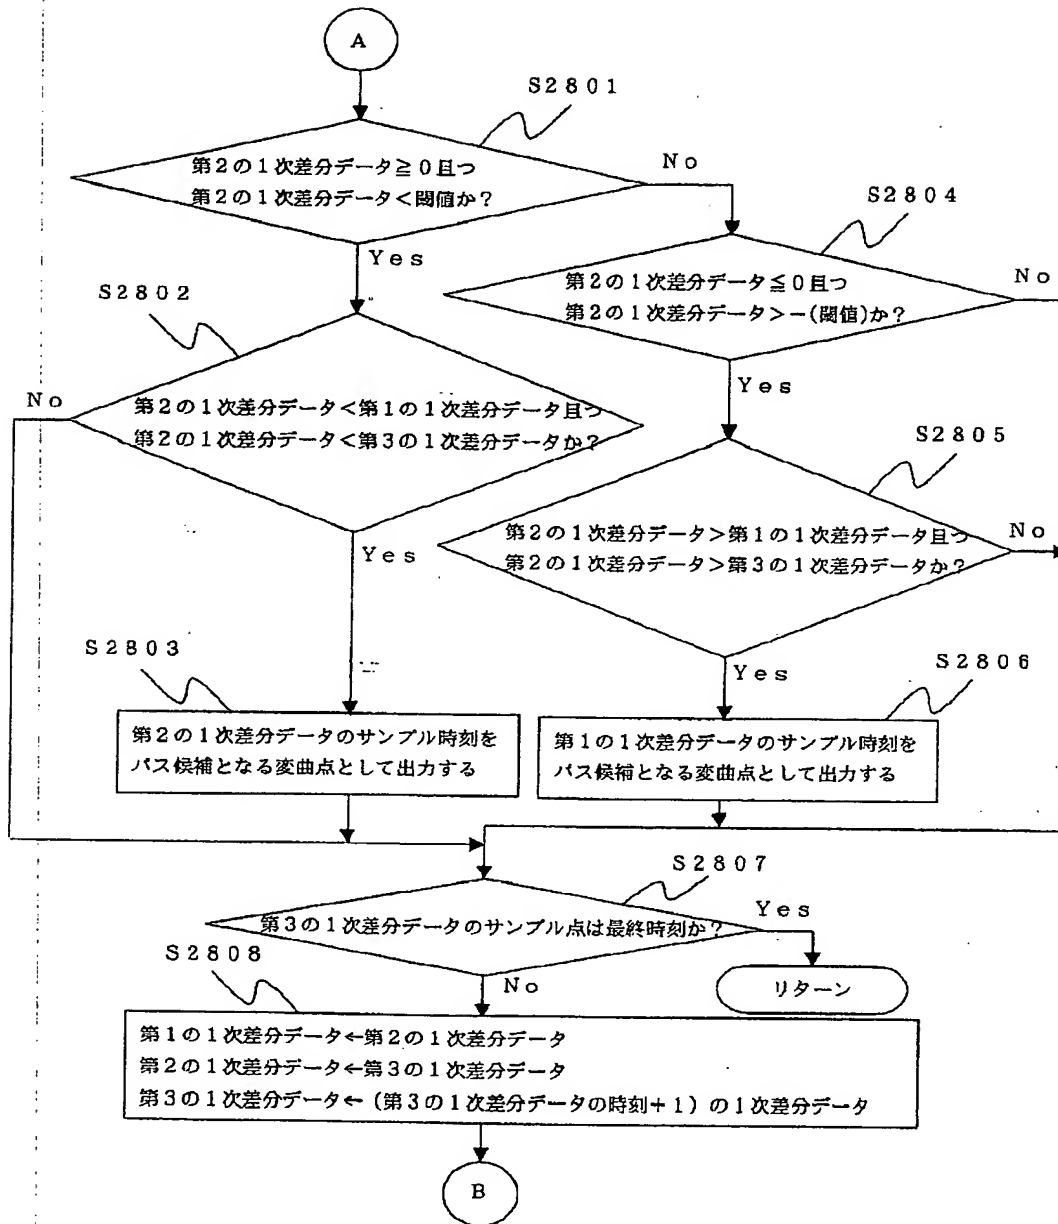 A
S2801
第2の1次差分データ≧0且つ
第2の1次差分データ<閾値か?
No
Yes
S2804
第2の1次差分データ≦0且つ
第2の1次差分データ>-(閾値)か?
No
Yes
S2802
第2の1次差分データ<第1の1次差分データ且つ
第2の1次差分データ<第3の1次差分データか?
No
Yes
S2805
第2の1次差分データ>第1の1次差分データ且つ
第2の1次差分データ>第3の1次差分データか?
No
Yes
S2803
第2の1次差分データのサンプル時刻を
パス候補となる変曲点として出力する
S2806
第1の1次差分データのサンプル時刻を
パス候補となる変曲点として出力する
S2807
第3の1次差分データのサンプル点は最終時刻か?
Yes
リターン
No
S2808
第1の1次差分データ←第2の1次差分データ
第2の1次差分データ←第3の1次差分データ
第3の1次差分データ←(第3の1次差分データの時刻+1)の1次差分データ
B